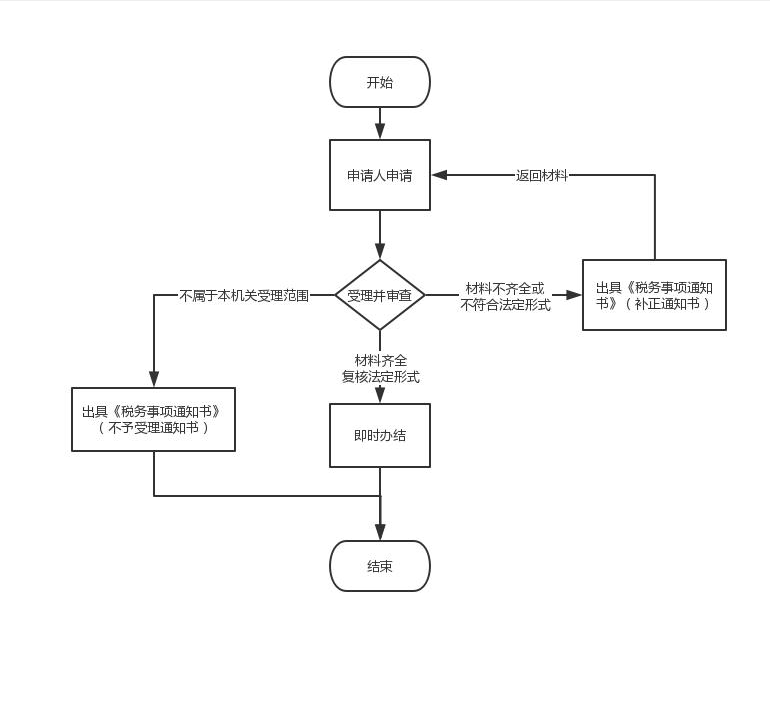 开始
申请人申请
返回材料
不属于本机关受理范围
受理并审查
材料不齐全或
不符合法定形式
出具《税务事项通知
书》（补正通知书）
材料齐全
复核法定形式
出具《税务事项通知书》
（不予受理通知书）
即时办结
结束